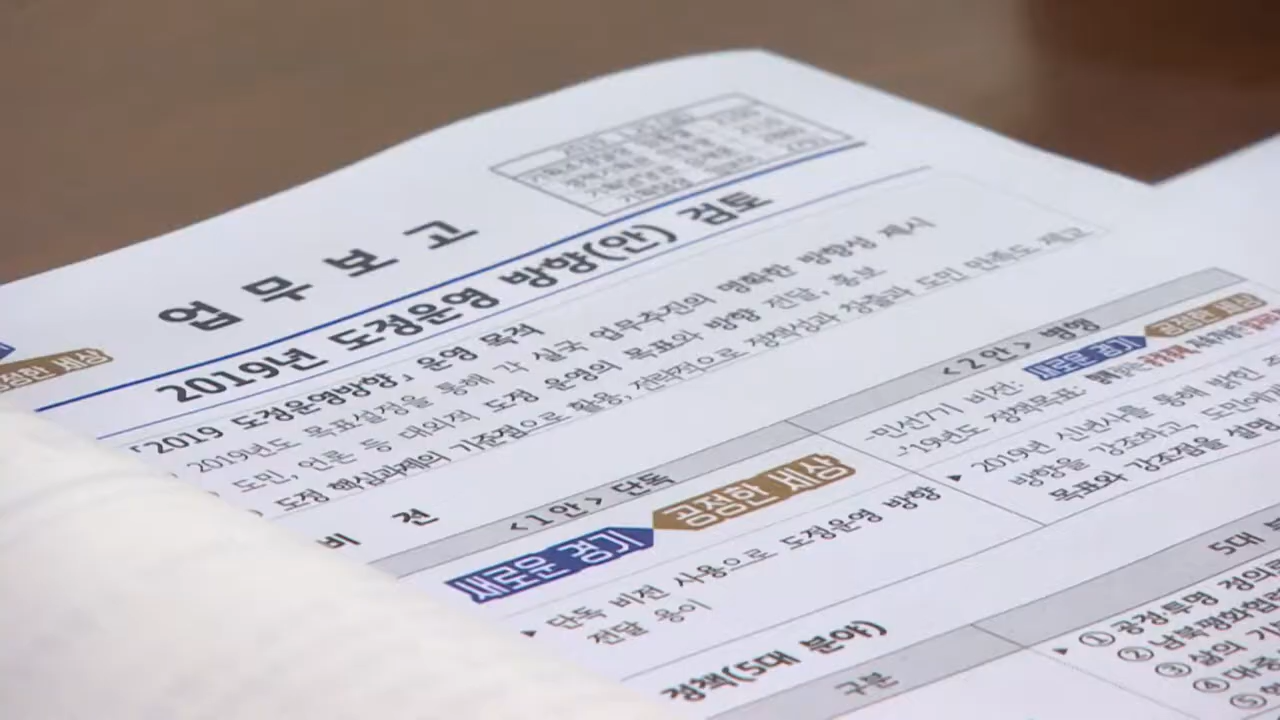 업 무 보 고
2019년 도정운영 방향(안) 검토
정한 세상
「2019 도정운영방향」 운영 목적
2019년도 목표설정을 통해 각 실국 업무추진의 명확한 방향성 제시
도민, 언론 등 대외적 도정 운영의 목표와 방향 전달, 홍보
도정 핵심과제의 기준점으로 활용, 전략적으로 정책성과 창출과 도민 만족도 제고
비 전
<1안> 단독
<2안> 병행
새로운 경기 공정한 세상
▶ 단독 비전 사용으로 도정운영 방향
전달 용이
-민선7기 비전: 새로운 경기 공정한 세상
-'19년도 정책목표:
▶ 2019년 신년사를 통해 밝힌
방향을 강조하고, 도민에게
목표와 강조점을 설명
정책(5대 분야)
구분
5대
▶ ① 공정·투명 정의로
② 남북평화협력
③ 삶의
④ 대중
⑤